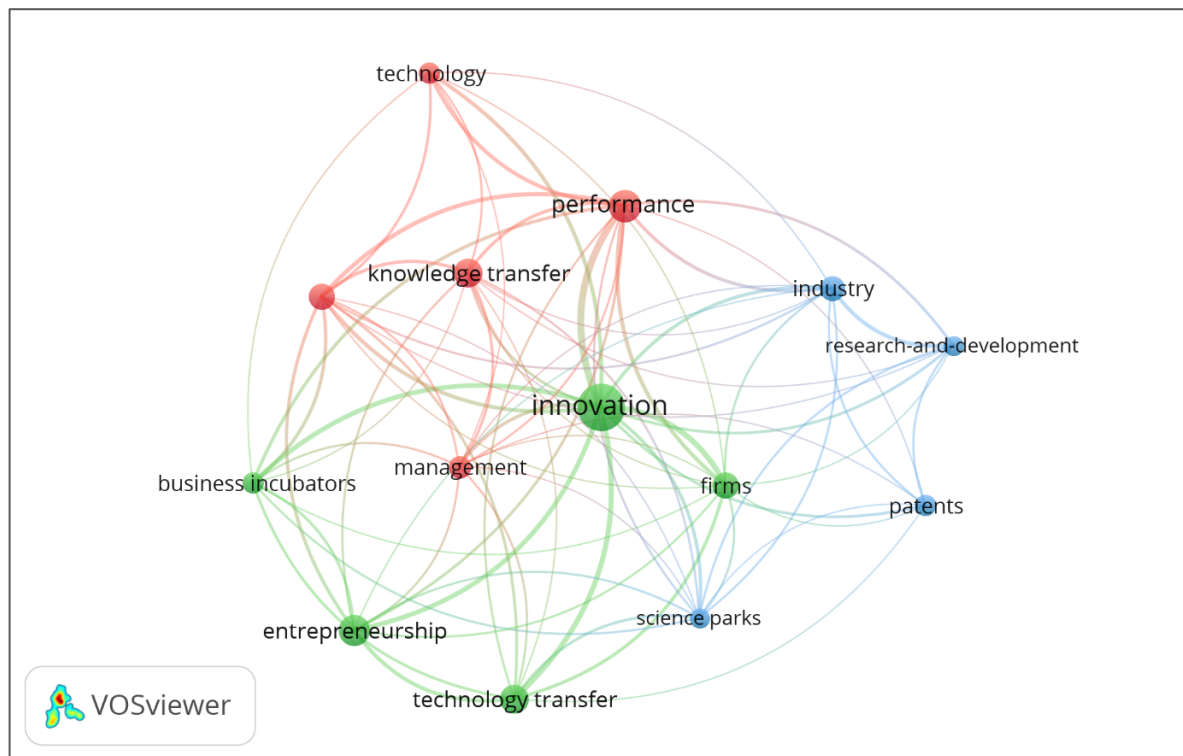 technology
performance
knowledge transfer
industry
research-and-development
innovation
management
business incubators
firms
patents
science parks
entrepreneurship
technology transfer
VOSviewer